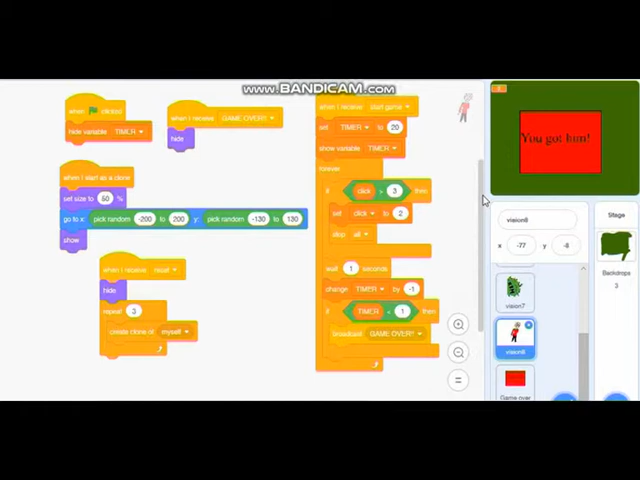 WWW.BANDICAM.COM
when clicked
hide variable TIMER
when I receive GAME OVER!
hide
when I start as a clone
set size to 50 %
go to x: pick random -200 to 200 y: pick random -130 to 130
show
when I receive
hide
repeat 3
create clone of myself
when I receive start game
set TIMER to 20
show variable TIMER
forever
if click = 3 then
set click to 2
stop all
wait 1 seconds
change TIMER by -1
if TIMER < 1 then
broadcast GAME OVER!
You got him!
vision8
Stage
x -77 y -8
Backdrops
3
vision7
vision8
Game over